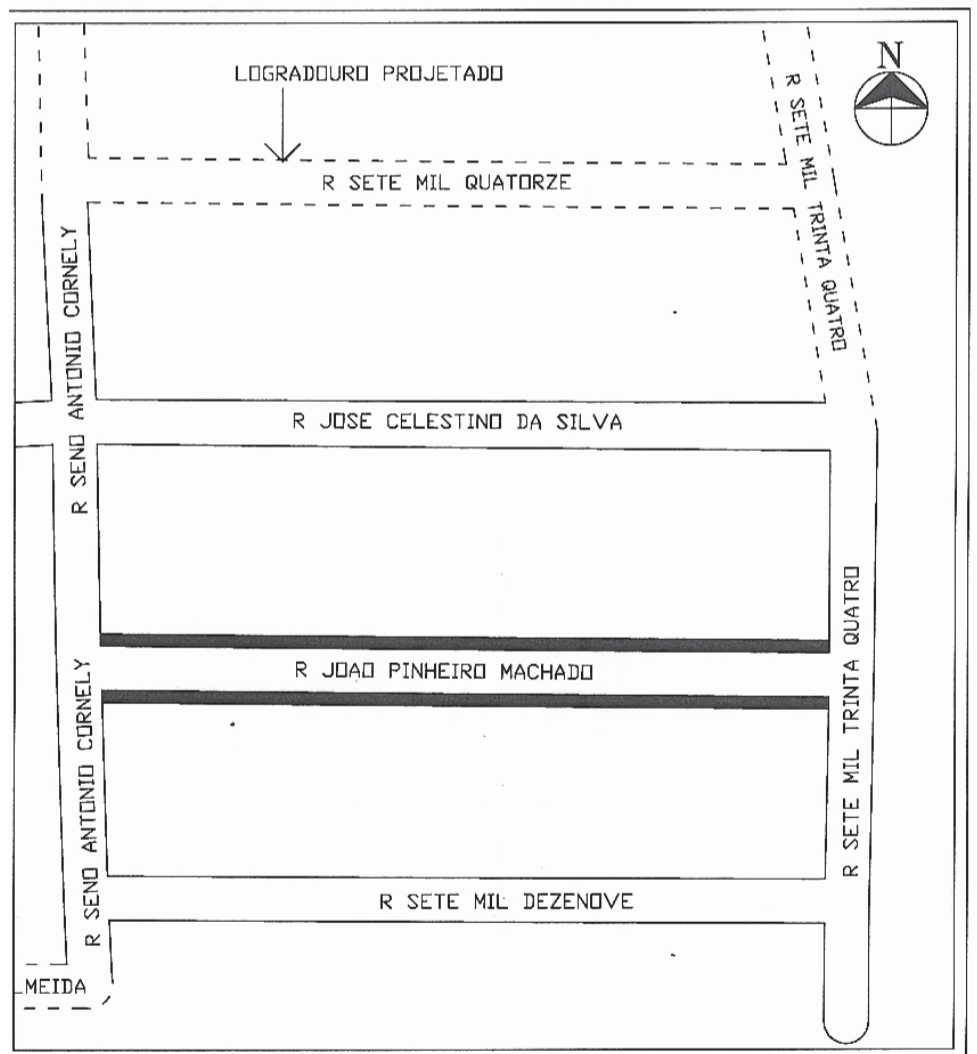 LOGRADOURO PROJETADO
N
R SETE MIL TRINTA QUATRO
R SETE MIL QUATORZE
R SENO ANTONIO CORNELY
R JOSE CELESTINO DA SILVA
R JOAO PINHEIRO MACHADO
R SETE MIL TRINTA QUATRO
R SENO ANTONIO CORNELY
R SETE MIL DEZENOVE
LMEIDA